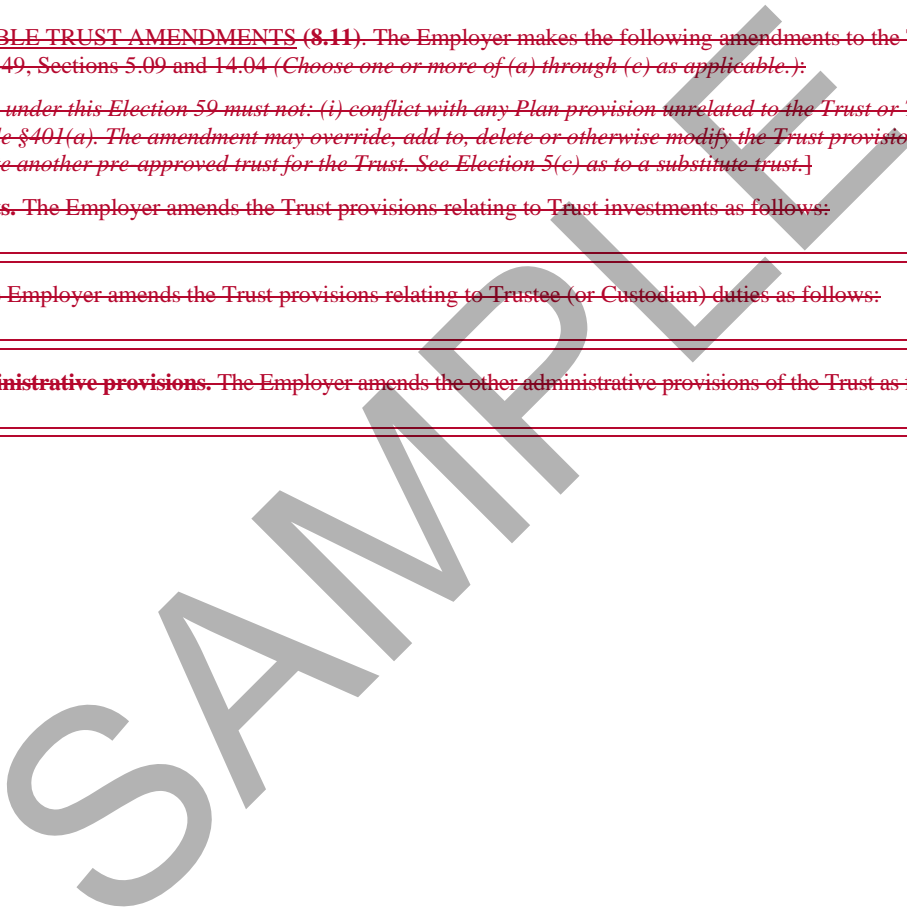 BLE TRUST AMENDMENTS (8.11). The Employer makes the following amendments to the
49, Sections 5.09 and 14.04 (Choose one or more of (a) through (c) as applicable.):
under this Election 59 must not: (i) conflict with any Plan provision unrelated to the Trust or
§401(a). The amendment may override, add to, delete or otherwise modify the Trust
another pre-approved trust for the Trust. See Election 5(c) as to a substitute trust.]
s. The Employer amends the Trust provisions relating to Trust investments as follows:
Employer amends the Trust provisions relating to Trustee (or Custodian) duties as follows:
inistrative provisions. The Employer amends the other administrative provisions of the Trust as
SAMPLE